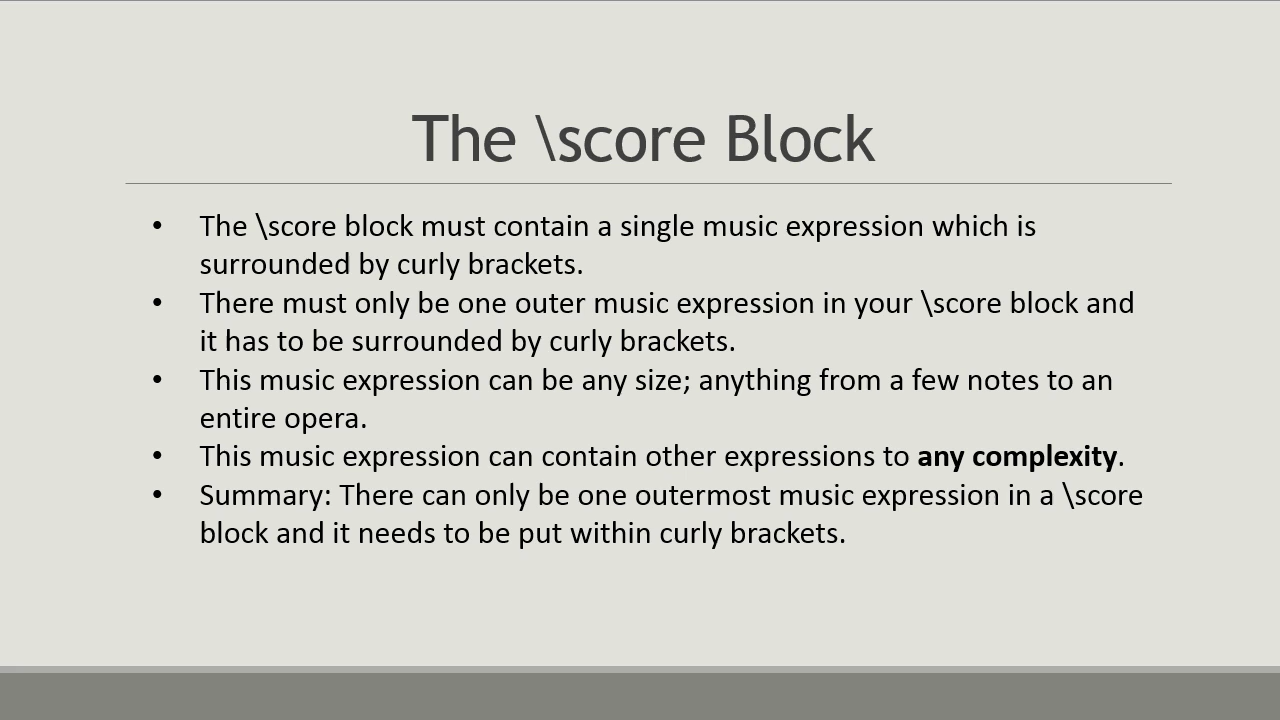 The \score Block
• The \score block must contain a single music expression which is
surrounded by curly brackets.
• There must only be one outer music expression in your \score block and
it has to be surrounded by curly brackets.
• This music expression can be any size; anything from a few notes to an
entire opera.
• This music expression can contain other expressions to any complexity.
• Summary: There can only be one outermost music expression in a \score
block and it needs to be put within curly brackets.